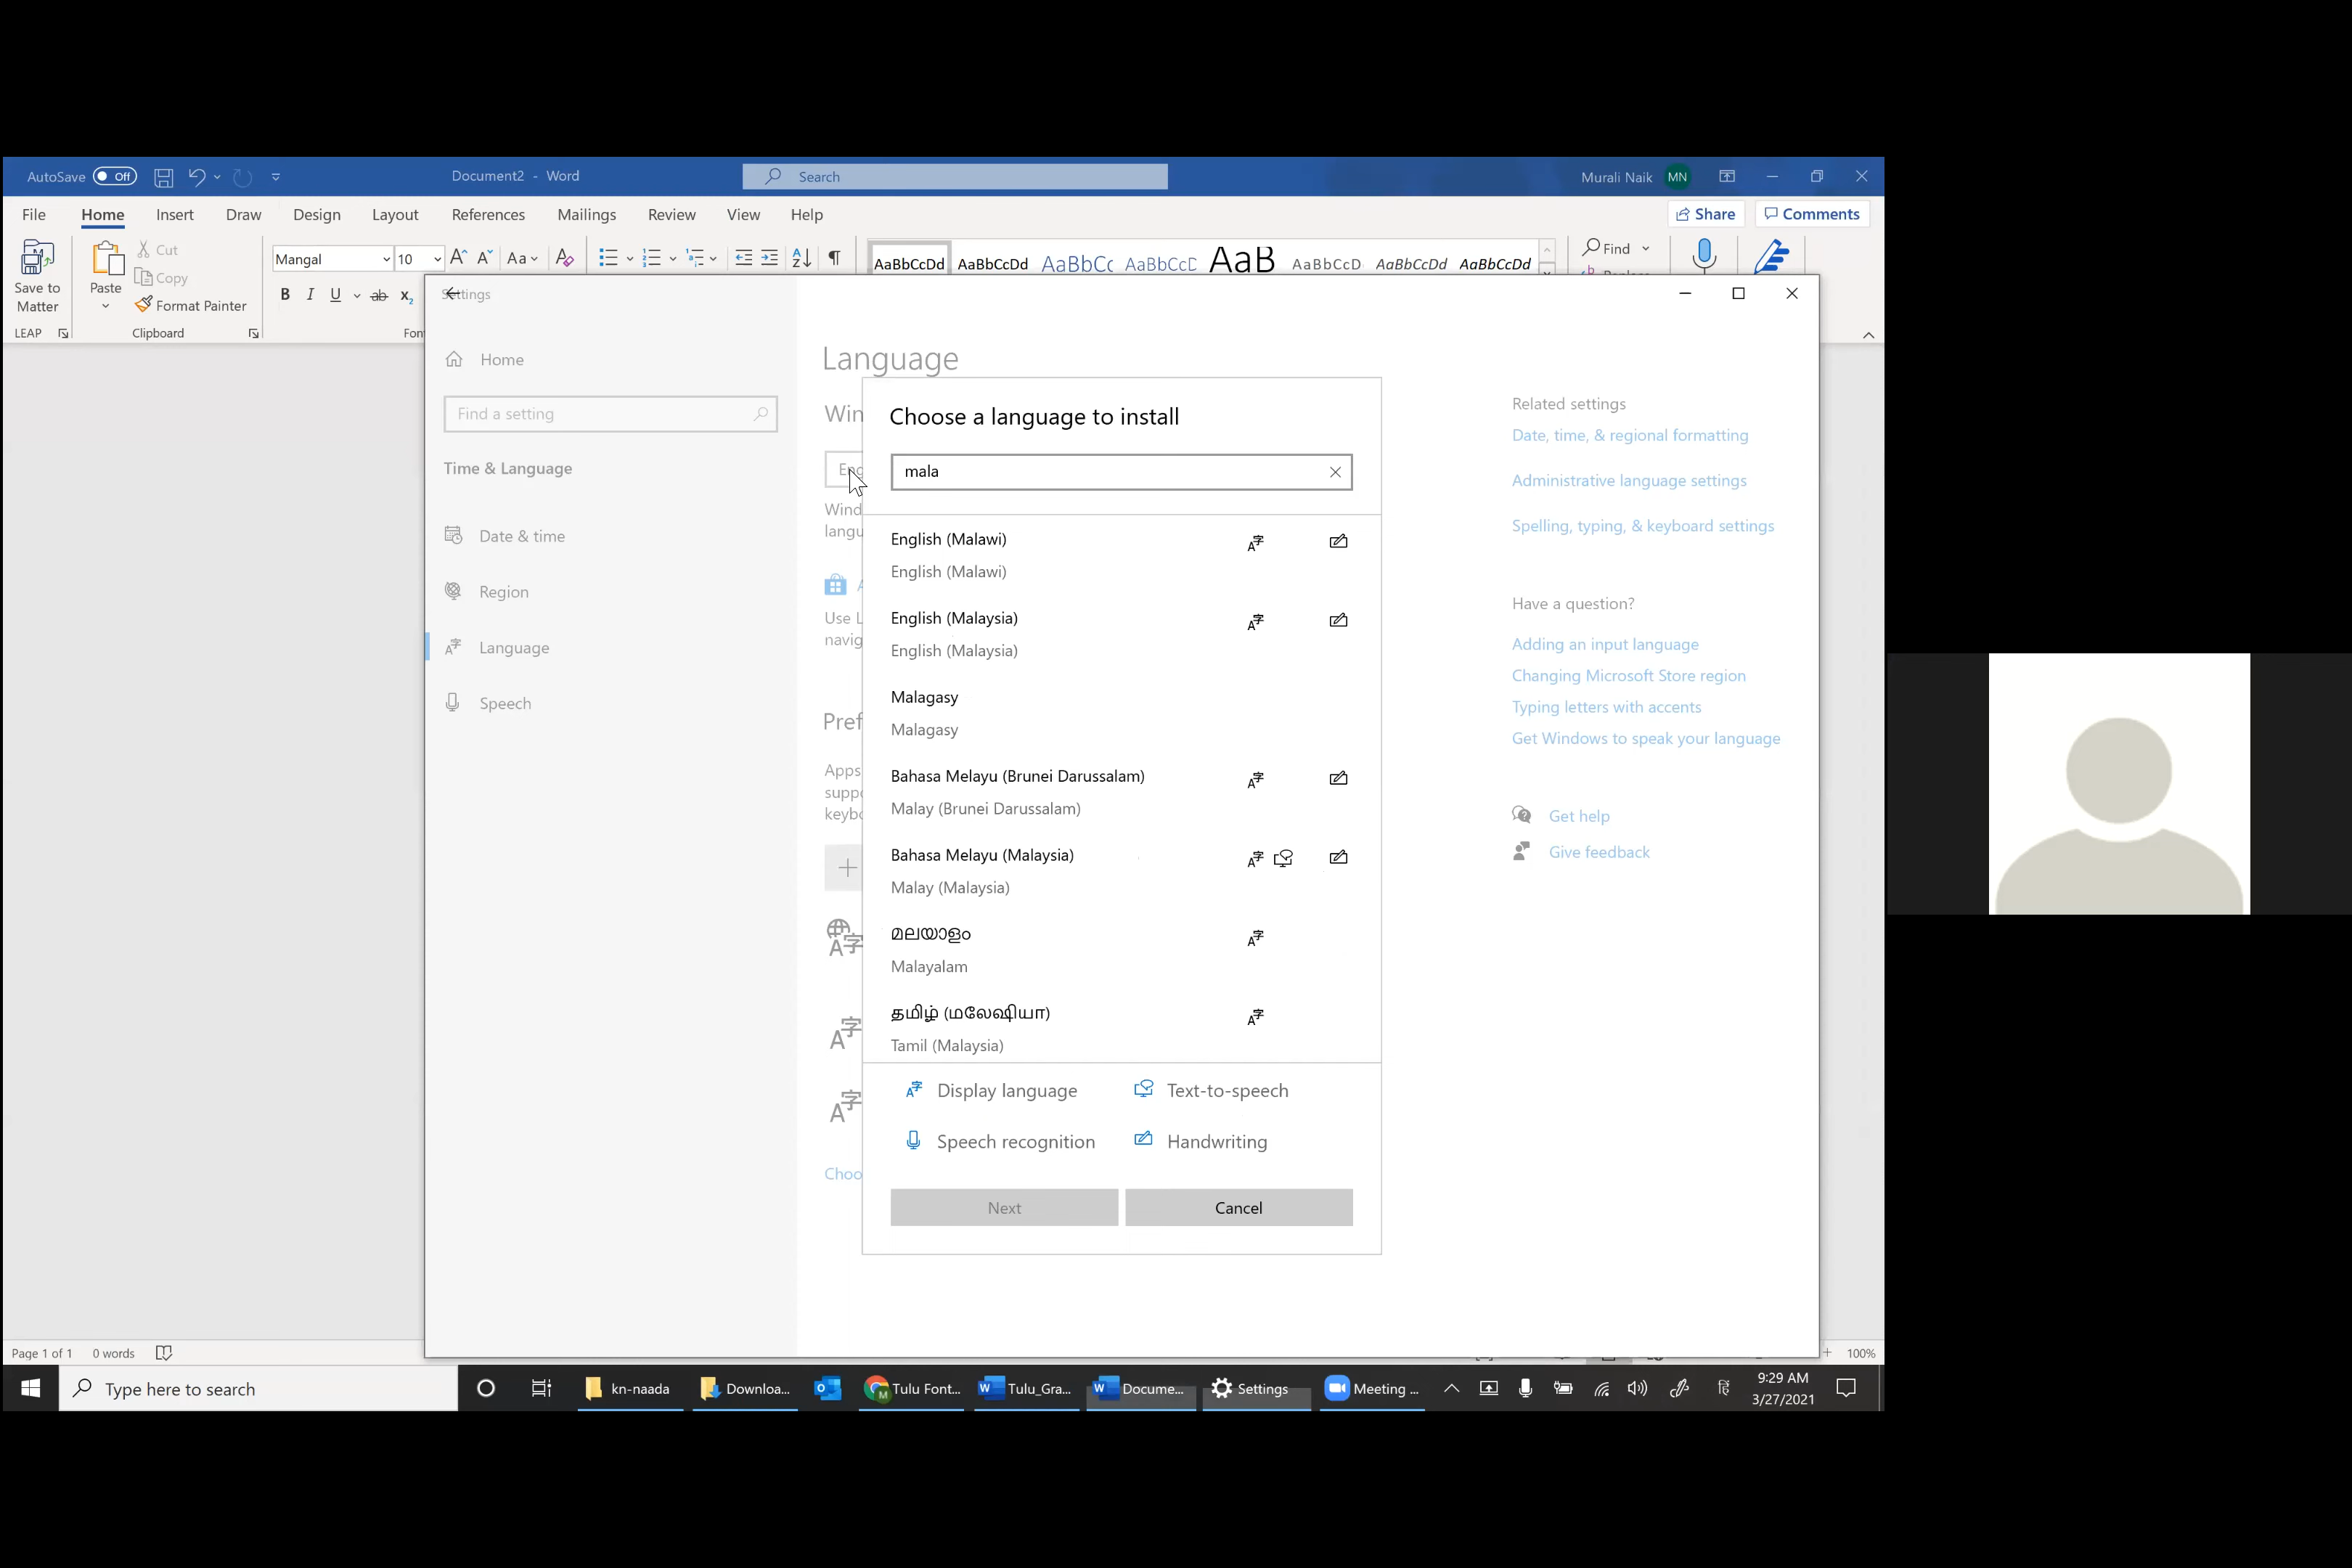 AutoSave Off Document2 - Word Search Murali Naik MN
File Home Insert Draw Design Layout References Mailings Review View Help Share Comments
Save to Matter
LEAP
Paste
Cut
Copy
Format Painter
Clipboard
Mangal 10
Aa
B I U ab X2
AaBbCcDd AaBbCcDd AaBbCc AaBbCcC AaB AaBbCcD AaBbCcDd AaBbCcDd
Find
Settings
Home
Find a setting
Time & Language
Date & time
Region
Language
Speech
Language
Choose a language to install
mala
English (Malawi)
English (Malawi)
English (Malaysia)
English (Malaysia)
Malagasy
Malagasy
Bahasa Melayu (Brunei Darussalam)
Malay (Brunei Darussalam)
Bahasa Melayu (Malaysia)
Malay (Malaysia)
മലയാളം
Malayalam
தமிழ் (மலேஷியா)
Tamil (Malaysia)
Display language Text-to-speech
Speech recognition Handwriting
Next Cancel
Related settings
Date, time, & regional formatting
Administrative language settings
Spelling, typing, & keyboard settings
Have a question?
Adding an input language
Changing Microsoft Store region
Typing letters with accents
Get Windows to speak your language
Get help
Give feedback
Page 1 of 1 0 words 100%
Type here to search kn-naada Downloa... Tulu Font... Tulu_Gra... Docume... Settings Meeting ... 9:29 AM
3/27/2021